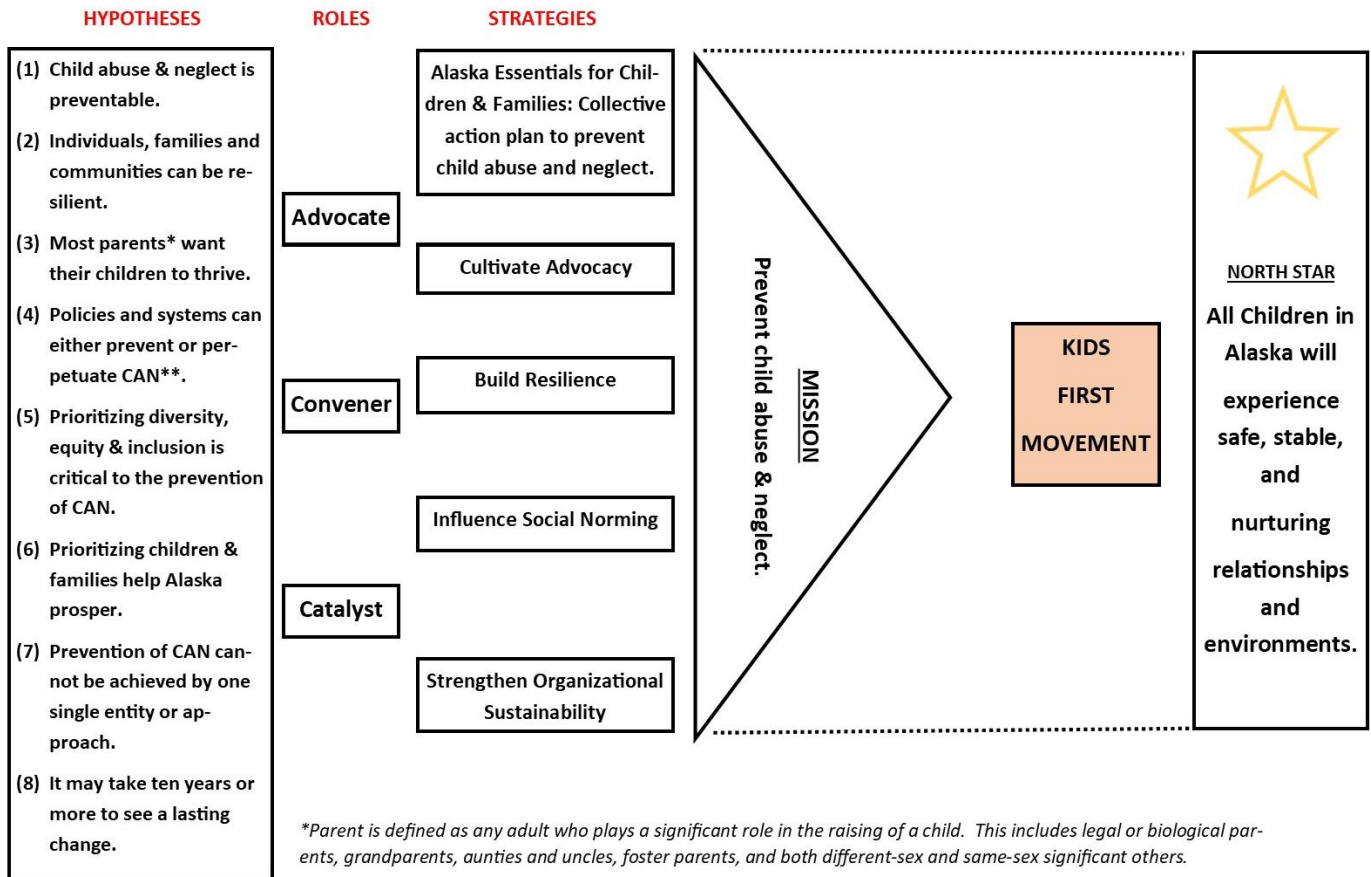 HYPOTHESES
(1) Child abuse & neglect is
preventable.
(2) Individuals, families and
communities can be re-
silient.
(3) Most parents* want
their children to thrive.
(4) Policies and systems can
either prevent or per-
petuate CAN**.
(5) Prioritizing diversity,
equity & inclusion is
critical to the prevention
of CAN.
(6) Prioritizing children &
families help Alaska
prosper.
(7) Prevention of CAN can-
not be achieved by one
single entity or ap-
proach.
(8) It may take ten years or
more to see a lasting
change.
ROLES
Advocate
Convener
Catalyst
STRATEGIES
Alaska Essentials for Chil-
dren & Families: Collective
action plan to prevent
child abuse and neglect.
Cultivate Advocacy
Build Resilience
Influence Social Norming
Strengthen Organizational
Sustainability
MISSION
Prevent child abuse & neglect.
KIDS
FIRST
MOVEMENT
NORTH STAR
All Children in
Alaska will
experience
safe, stable,
and
nurturing
relationships
and
environments.
*Parent is defined as any adult who plays a significant role in the raising of a child.  This includes legal or biological par-
ents, grandparents, aunties and uncles, foster parents, and both different-sex and same-sex significant others.